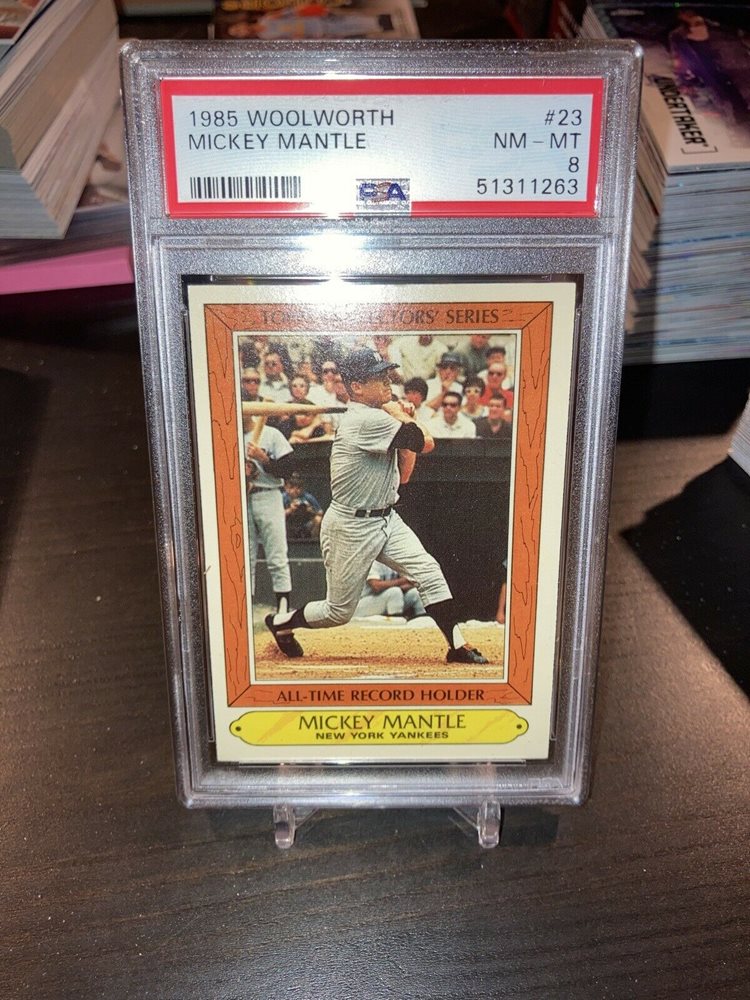 1985 WOOLWORTH #23
MICKEY MANTLE NM - MT
8
51311263
PSA
UNDERTAKER
COLLECTORS' SERIES
ALL-TIME RECORD HOLDER
MICKEY MANTLE
NEW YORK YANKEES